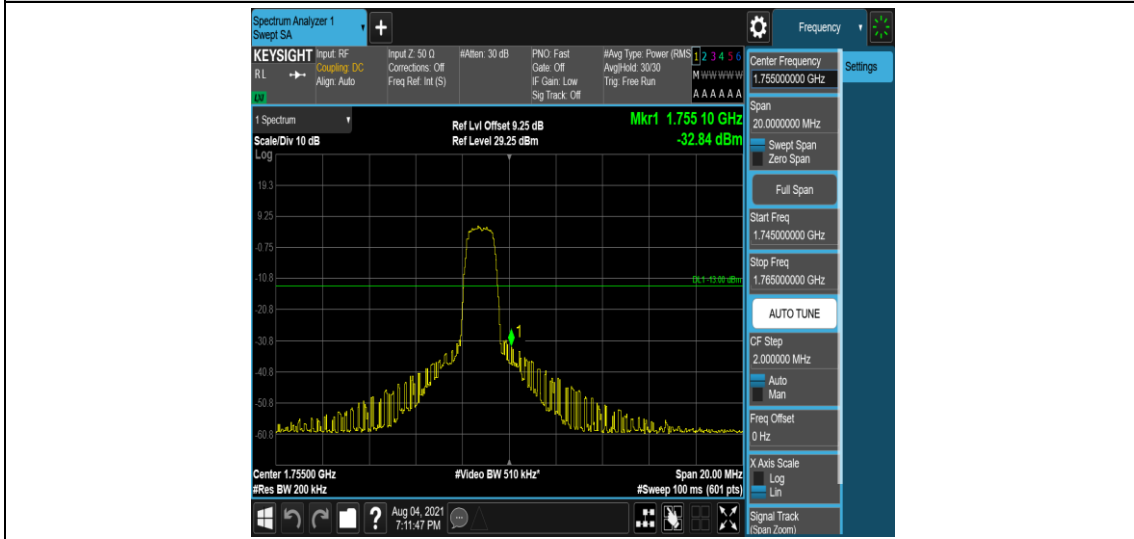 Spectrum Analyzer 1
Swept SA
+
Frequency
KEYSIGHT
RL
LXI
Input: RF
Coupling: DC
Align: Auto
Input Z: 50 Ω
Corrections: Off
Freq Ref: Int (S)
#Atten: 30 dB
PNO: Fast
Gate: Off
IF Gain: Low
Sig Track: Off
#Avg Type: Power (RMS
Avg|Hold: 30/30
Trig: Free Run
1 2 3 4 5 6
M W W W W W
A A A A A A
Center Frequency
1.755000000 GHz
Settings
Span
20.0000000 MHz
Swept Span
Zero Span
Full Span
Start Freq
1.745000000 GHz
Stop Freq
1.765000000 GHz
AUTO TUNE
CF Step
2.000000 MHz
Auto
Man
Freq Offset
0 Hz
X Axis Scale
Log
Lin
Signal Track
(Span Zoom)
1 Spectrum
Scale/Div 10 dB
Log
Ref Lvl Offset 9.25 dB
Ref Level 29.25 dBm
Mkr1 1.755 10 GHz
-32.84 dBm
19.3
9.25
-0.75
-10.8
-20.8
-30.8
-40.8
-50.8
-60.8
DL1 -13.00 dBm
1
Center 1.75500 GHz
#Res BW 200 kHz
#Video BW 510 kHz*
Span 20.00 MHz
#Sweep 100 ms (601 pts)
?
Aug 04, 2021
7:11:47 PM